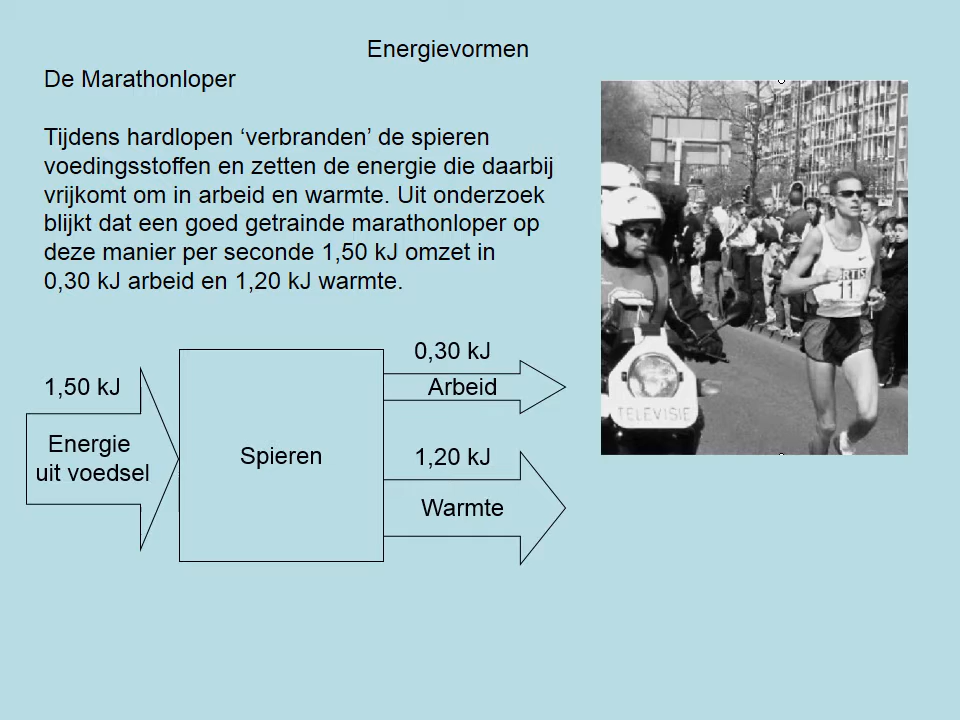 Energievormen
De Marathonloper
Tijdens hardlopen ‘verbranden’ de spieren
voedingsstoffen en zetten de energie die daarbij
vrijkomt om in arbeid en warmte. Uit onderzoek
blijkt dat een goed getrainde marathonloper op
deze manier per seconde 1,50 kJ omzet in
0,30 kJ arbeid en 1,20 kJ warmte.
1,50 kJ
Energie
uit voedsel
Spieren
0,30 kJ
Arbeid
1,20 kJ
Warmte
TELEVISIE